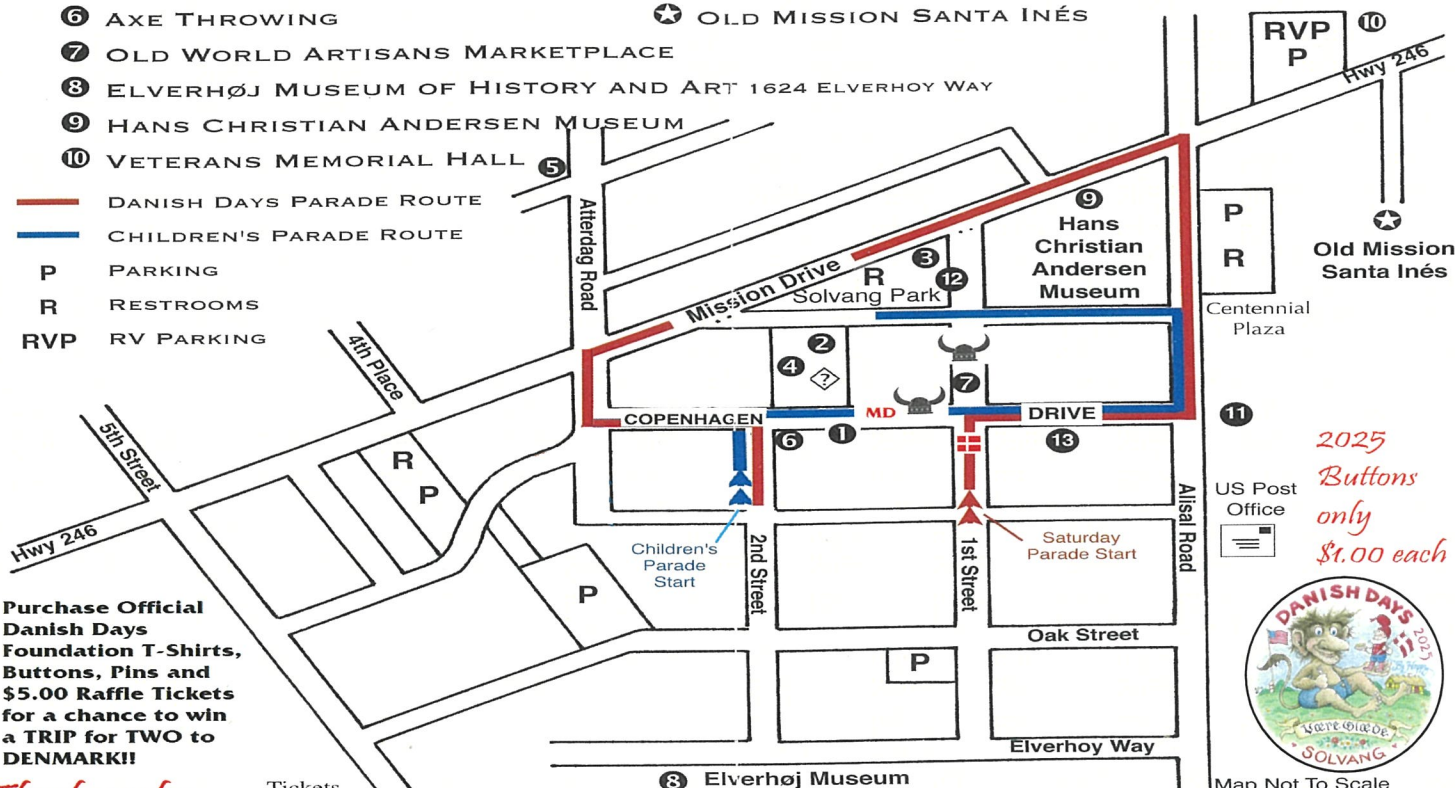 6 AXE THROWING
7 OLD WORLD ARTISANS MARKETPLACE
8 ELVERHØJ MUSEUM OF HISTORY AND ART 1624 ELVERHOY WAY
9 HANS CHRISTIAN ANDERSEN MUSEUM
10 VETERANS MEMORIAL HALL
OLD MISSION SANTA INÉS
DANISH DAYS PARADE ROUTE
CHILDREN'S PARADE ROUTE
P PARKING
R RESTROOMS
RVP RV PARKING
RVP
P
10
Hwy 246
5
Atterdag Road
Mission Drive
R
3
12
Solvang Park
9
Hans
Christian
Andersen
Museum
P
R
Centennial
Plaza
Old Mission
Santa Inés
4th Place
5th Street
Hwy 246
R
P
2
4
?
7
COPENHAGEN
MD
DRIVE
6
1
13
11
Children's
Parade
Start
2nd Street
1st Street
Saturday
Parade Start
Alisal Road
US Post
Office
2025
Buttons
only
$1.00 each
P
Oak Street
P
Elverhoy Way
8 Elverhøj Museum
Purchase Official
Danish Days
Foundation T-Shirts,
Buttons, Pins and
$5.00 Raffle Tickets
for a chance to win
a TRIP for TWO to
DENMARK!!
Tickets
DANISH DAYS
2025
SOLVANG
Map Not To Scale